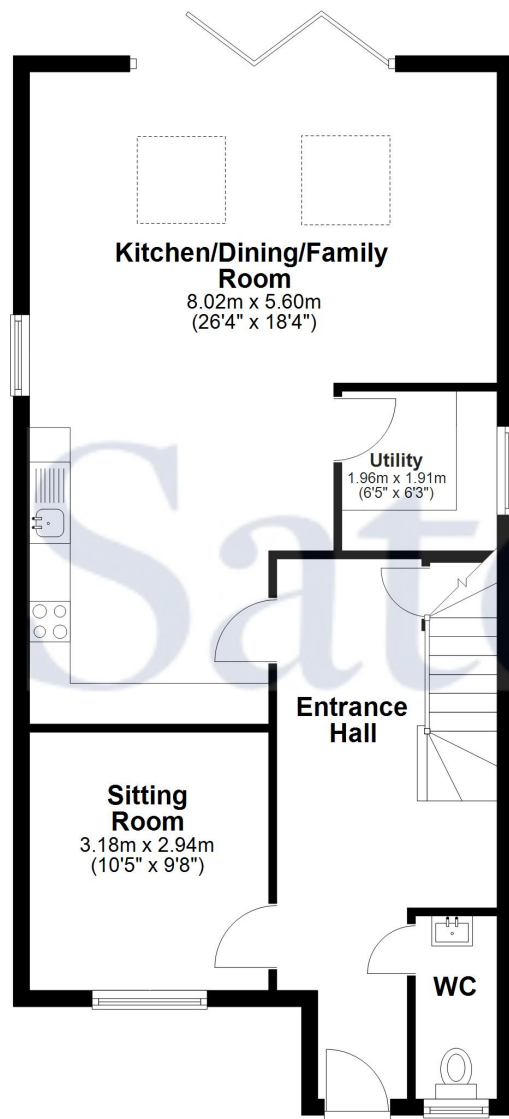 Kitchen/Dining/Family
Room
8.02m x 5.60m
(26'4" x 18'4")
Utility
1.96m x 1.91m
(6'5" x 6'3")
Sato
Entrance
Hall
Sitting
Room
3.18m x 2.94m
(10'5" x 9'8")
WC